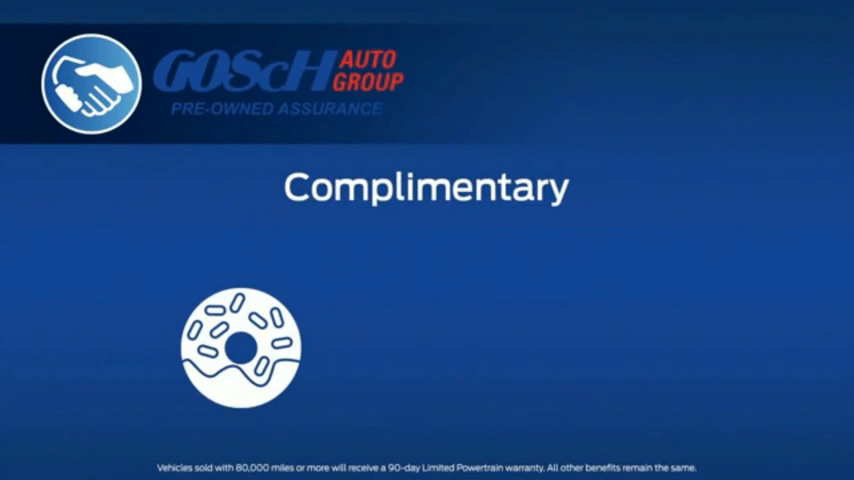 GOSCH AUTO GROUP
PRE-OWNED ASSURANCE
Complimentary
Vehicles sold with 80,000 miles or more will receive a 90-day Limited Powertrain warranty. All other benefits remain the same.